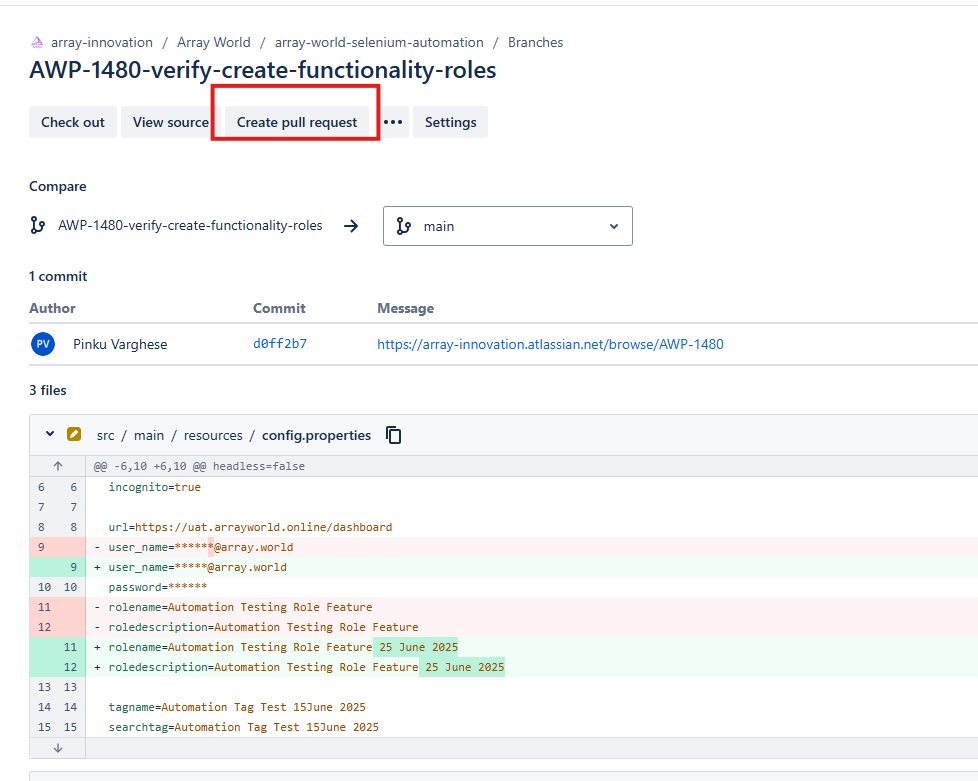 array-innovation / Array World / array-world-selenium-automation / Branches
AWP-1480-verify-create-functionality-roles
Check out View source Create pull request ••• Settings
Compare
AWP-1480-verify-create-functionality-roles → main
1 commit
Author Commit Message
PV Pinku Varghese d0ff2b7 https://array-innovation.atlassian.net/browse/AWP-1480
3 files
src / main / resources / config.properties
@@ -6,10 +6,10 @@ headless=false
6 6 incognito=true
7 7
8 8 url=https://uat.arrayworld.online/dashboard
9 - user_name=******@array.world
9 + user_name=*****@array.world
10 10 password=******
11 - rolename=Automation Testing Role Feature
12 - roledescription=Automation Testing Role Feature
11 + rolename=Automation Testing Role Feature 25 June 2025
12 + roledescription=Automation Testing Role Feature 25 June 2025
13 13
14 14 tagname=Automation Tag Test 15June 2025
15 15 searchtag=Automation Tag Test 15June 2025